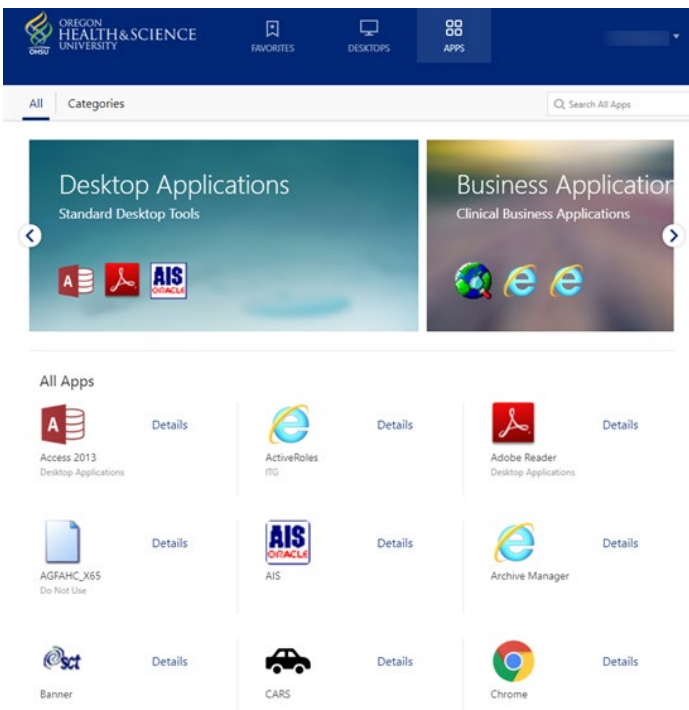 OREGON
HEALTH&SCIENCE
UNIVERSITY
OHSU
FAVORITES
DESKTOPS
APPS
All
Categories
Search All Apps
Desktop Applications
Standard Desktop Tools
A
AIS
ORACLE
Business Application
Clinical Business Applications
All Apps
A
Details
Access 2013
Desktop Applications
Details
ActiveRoles
ITG
Details
Adobe Reader
Desktop Applications
Details
AGFAHC_X65
Do Not Use
AIS
ORACLE
Details
AIS
Details
Archive Manager
sct
Details
Banner
Details
CARS
Details
Chrome